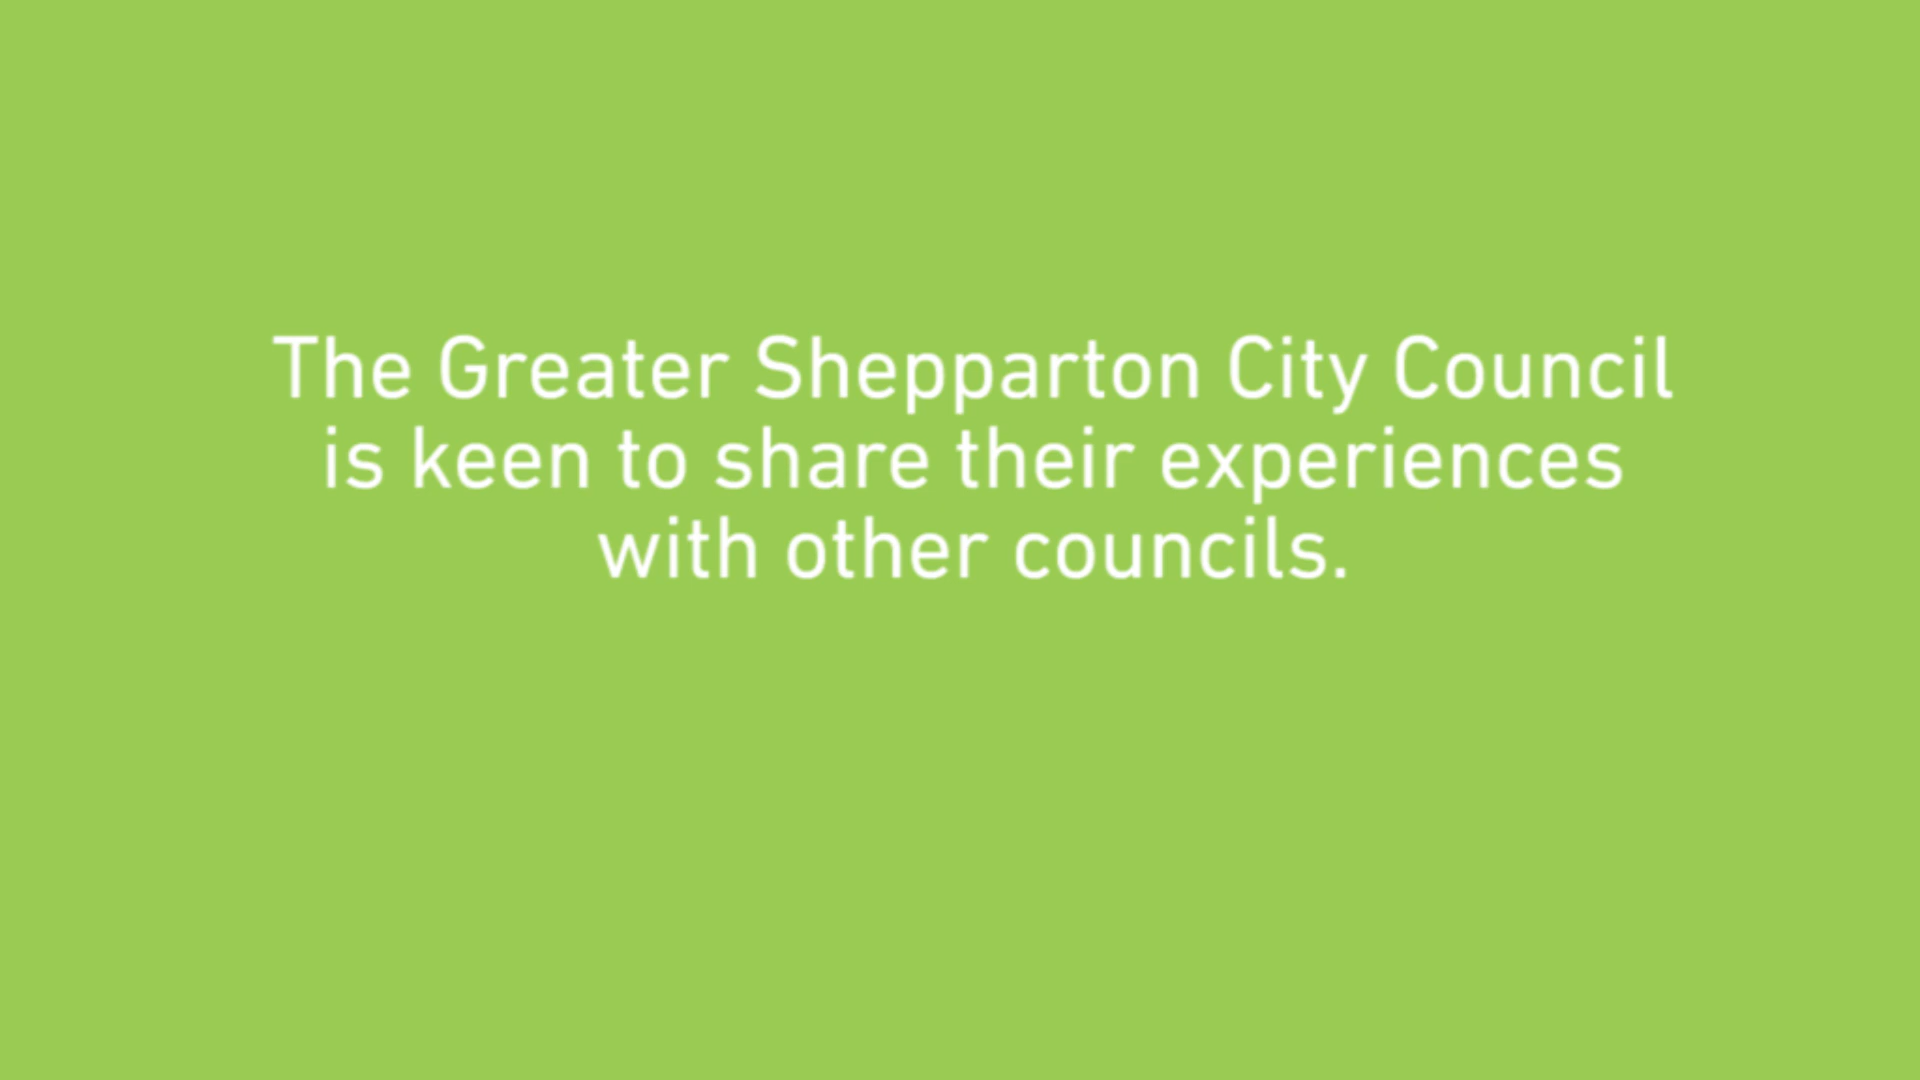 The Greater Shepparton City Council
is keen to share their experiences
with other councils.